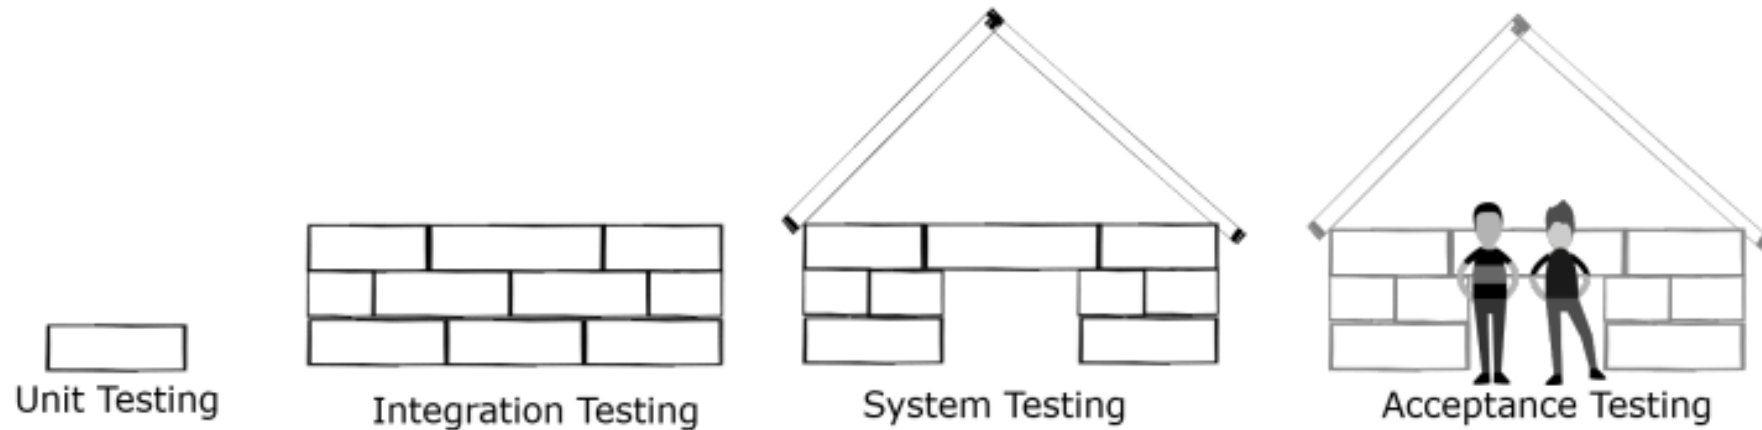 Unit Testing
Integration Testing
System Testing
Acceptance Testing